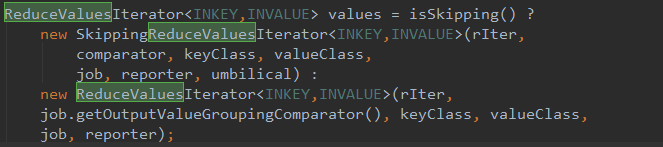 ReduceValuesIterator<INKEY,INVALUE> values = isSkipping() ?
new SkippingReduceValuesIterator<INKEY,INVALUE>(rIter,
comparator, keyClass, valueClass,
job, reporter, umbilical) :
new ReduceValuesIterator<INKEY,INVALUE>(rIter,
job.getOutputValueGroupingComparator(), keyClass, valueClass,
job, reporter);